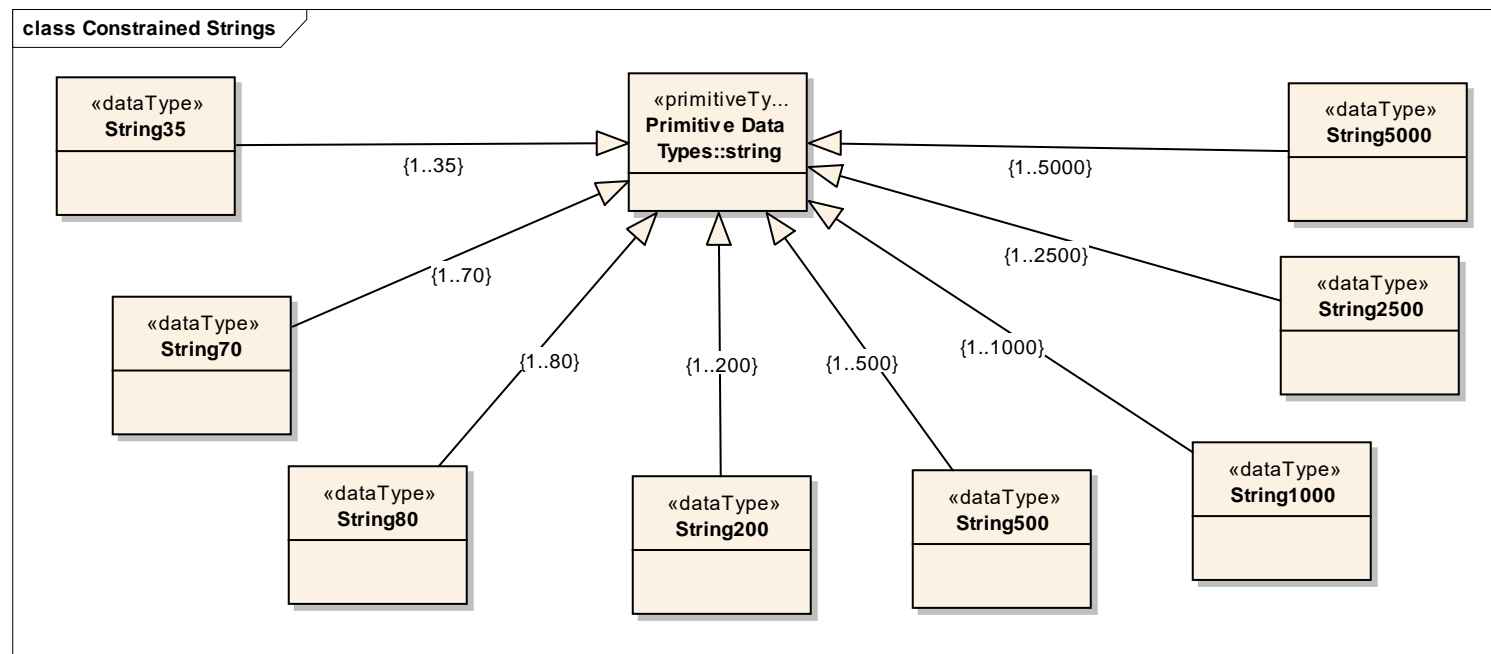 class Constrained Strings
«dataType»
String35
«primitiveTy...
Primitive Data
Types::string
«dataType»
String5000
{1..35}
{1..5000}
{1..70}
{1..2500}
«dataType»
String2500
«dataType»
String70
{1..80}
{1..200}
{1..500}
{1..1000}
«dataType»
String80
«dataType»
String200
«dataType»
String500
«dataType»
String1000